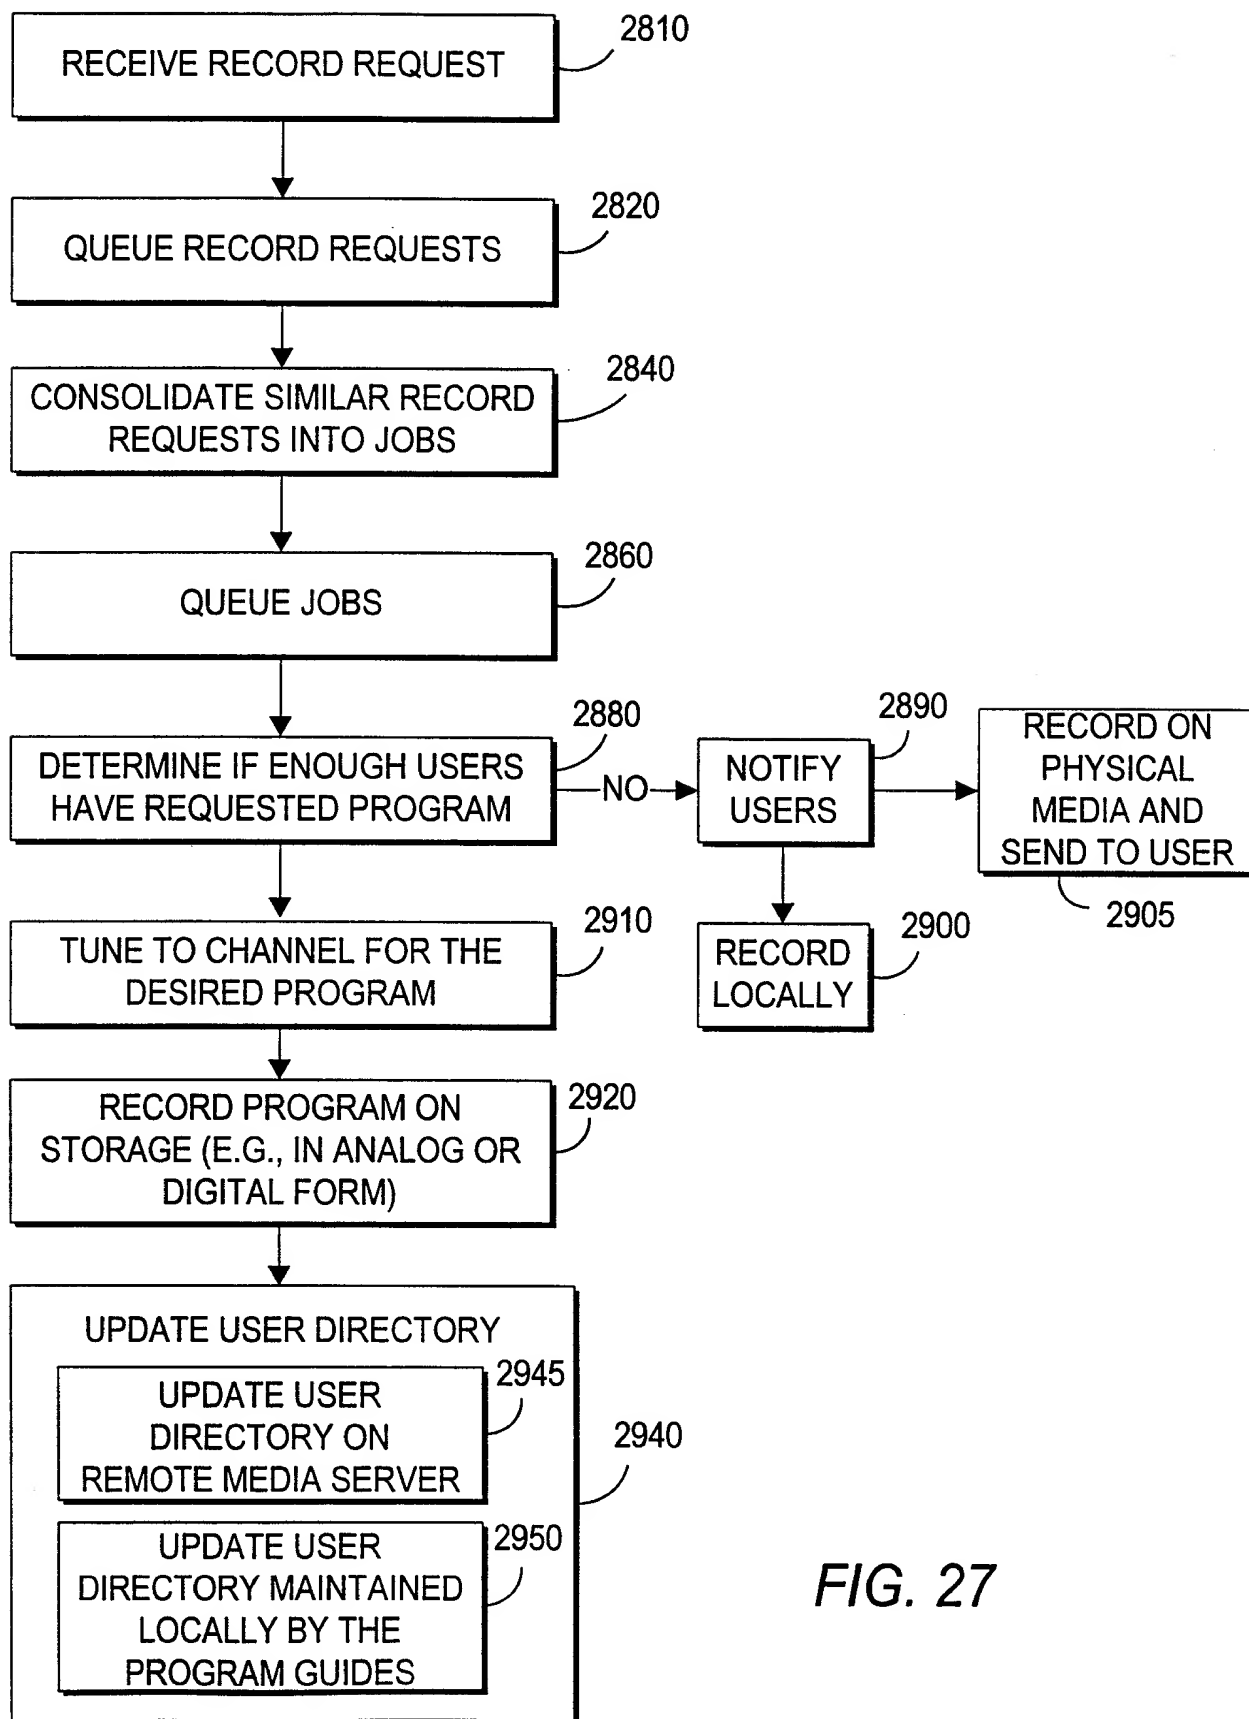 RECEIVE RECORD REQUEST
2810
QUEUE RECORD REQUESTS
2820
CONSOLIDATE SIMILAR RECORD
REQUESTS INTO JOBS
2840
QUEUE JOBS
2860
DETERMINE IF ENOUGH USERS
HAVE REQUESTED PROGRAM
2880
NO
NOTIFY
USERS
2890
RECORD ON
PHYSICAL
MEDIA AND
SEND TO USER
2905
RECORD
LOCALLY
2900
TUNE TO CHANNEL FOR THE
DESIRED PROGRAM
2910
RECORD PROGRAM ON
STORAGE (E.G., IN ANALOG OR
DIGITAL FORM)
2920
UPDATE USER DIRECTORY
2940
UPDATE USER
DIRECTORY ON
REMOTE MEDIA SERVER
2945
UPDATE USER
DIRECTORY MAINTAINED
LOCALLY BY THE
PROGRAM GUIDES
2950
FIG. 27